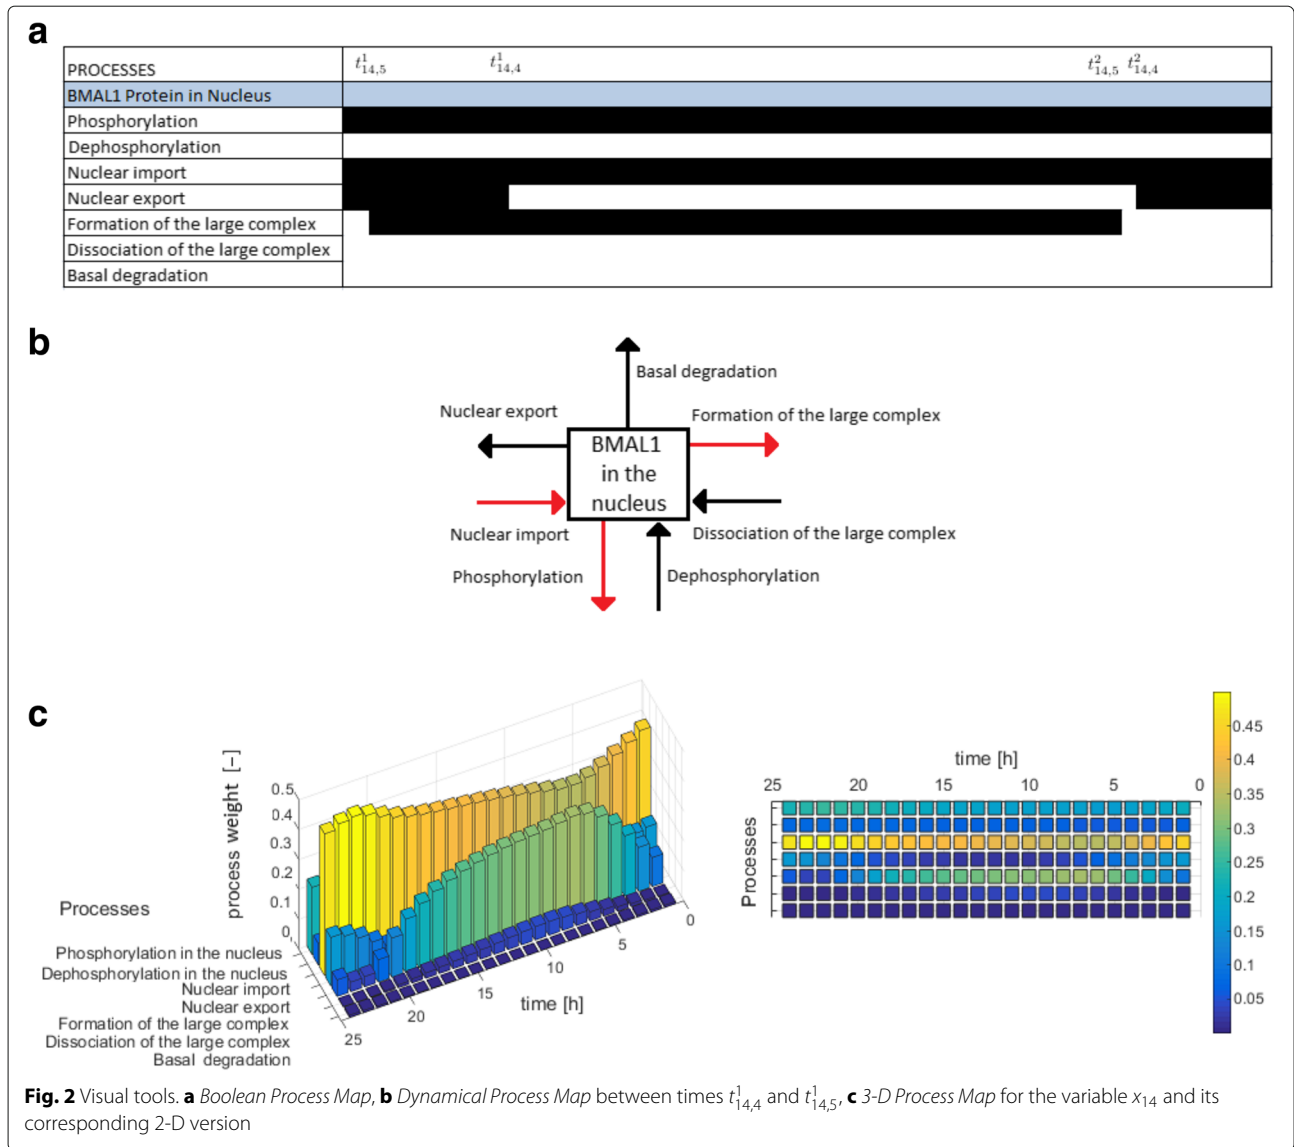 a
PROCESSES t¹₁₄,₅ t¹₁₄,₄ t²₁₄,₅ t²₁₄,₄
BMAL1 Protein in Nucleus
Phosphorylation
Dephosphorylation
Nuclear import
Nuclear export
Formation of the large complex
Dissociation of the large complex
Basal degradation
b
Basal degradation
Nuclear export
Formation of the large complex
BMAL1
in the
nucleus
Nuclear import
Dissociation of the large complex
Phosphorylation
Dephosphorylation
c
process weight [–]
0.5
0.4
0.3
0.2
0.1
0
Processes
Phosphorylation in the nucleus
Dephosphorylation in the nucleus
Nuclear import
Nuclear export
Formation of the large complex
Dissociation of the large complex
Basal degradation
25
20
15
10
5
0
time [h]
time [h]
25 20 15 10 5 0
Processes
0.45
0.4
0.35
0.3
0.25
0.2
0.15
0.1
0.05
Fig. 2 Visual tools. a Boolean Process Map, b Dynamical Process Map between times t¹₁₄,₄ and t¹₁₄,₅, c 3-D Process Map for the variable x₁₄ and its
corresponding 2-D version